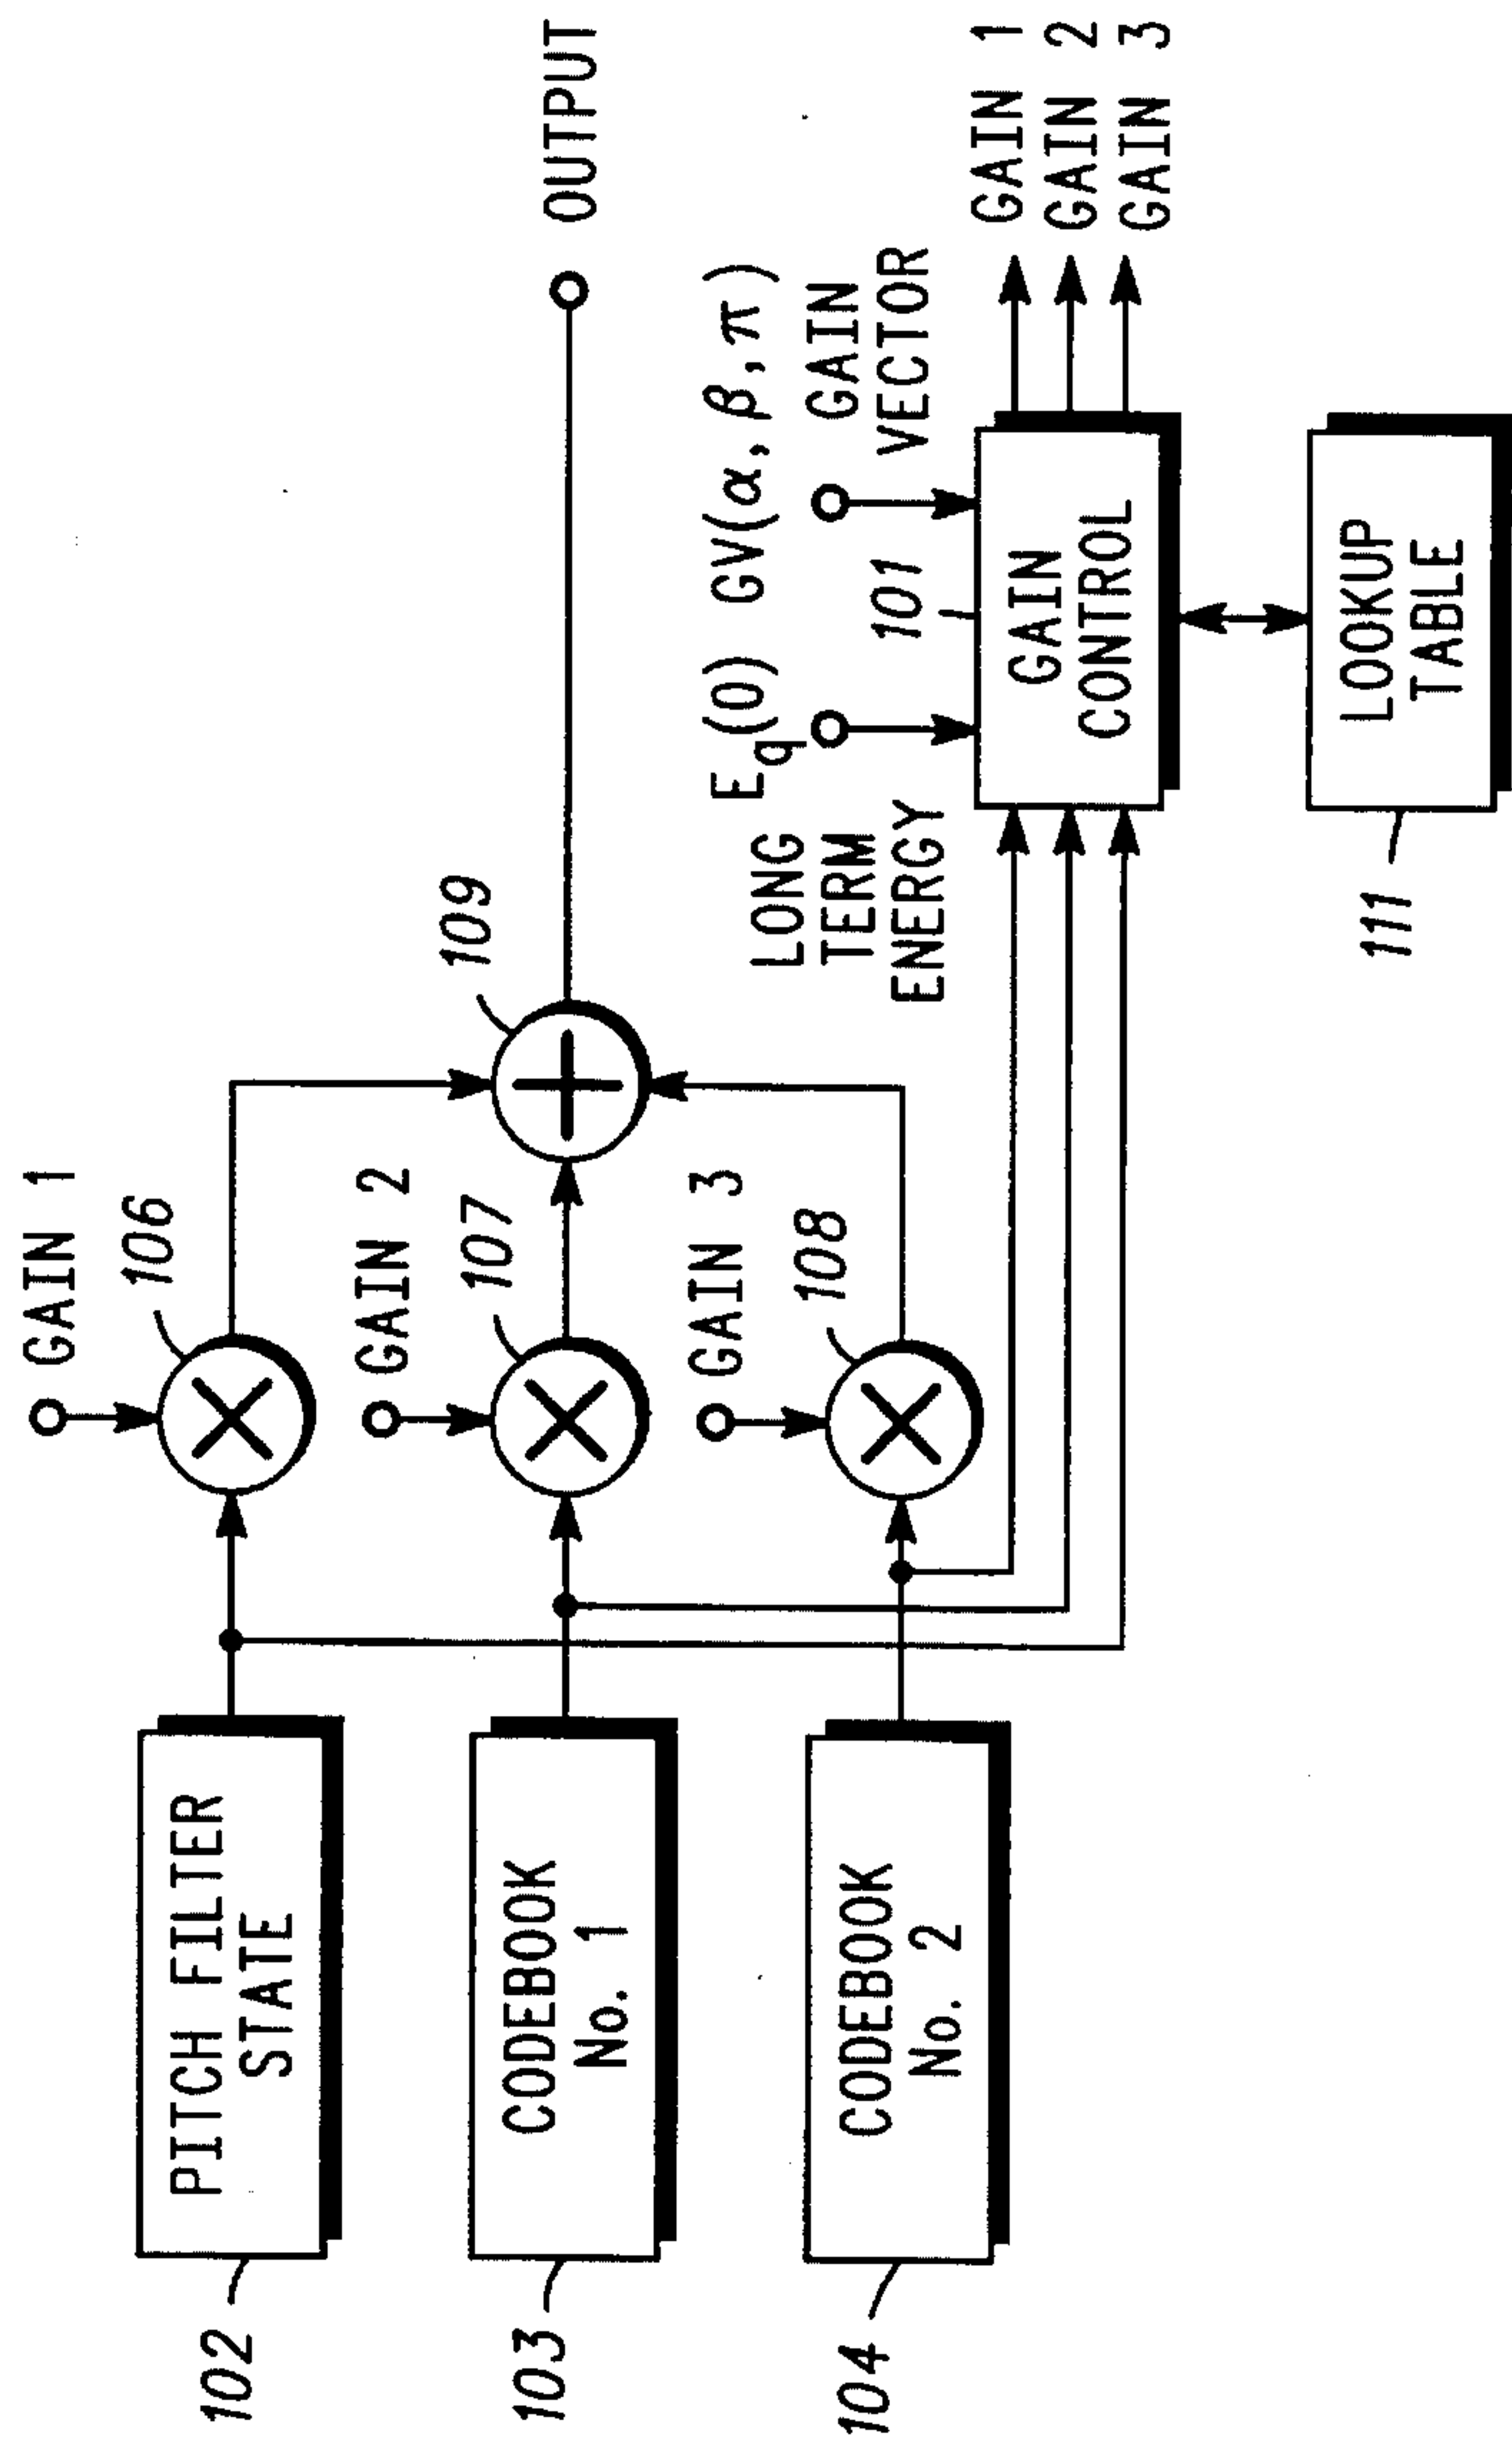 GAIN 1
106
PITCH FILTER
STATE
102
GAIN 2
107
109
OUTPUT
CODEBOOK
No. 1
103
GAIN 3
108
CODEBOOK
No. 2
104
E_q(0) GV(α,β,π)
LONG
TERM
ENERGY
GAIN
VECTOR
101
GAIN
CONTROL
GAIN 1
GAIN 2
GAIN 3
LOOKUP
TABLE
111